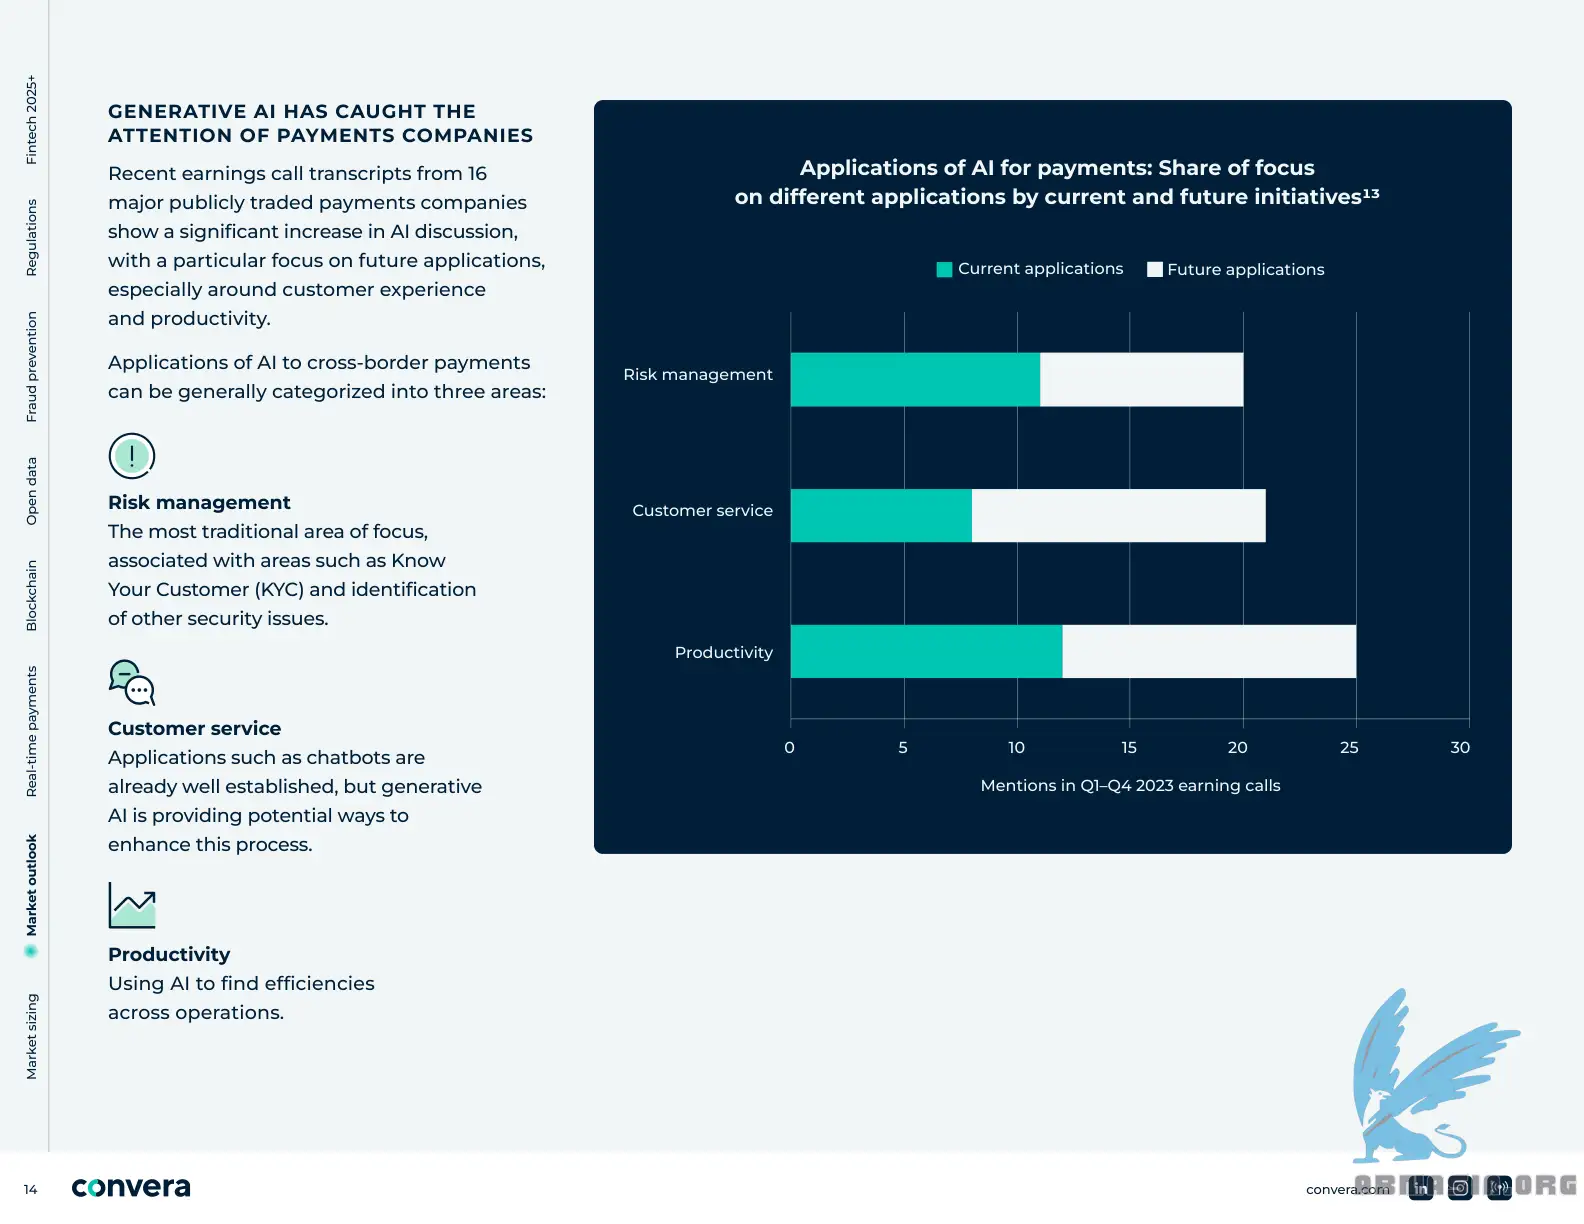 Fintech 2025+
Regulations
Fraud prevention
Open data
Blockchain
Real-time payments
Market outlook
Market sizing
GENERATIVE AI HAS CAUGHT THE
ATTENTION OF PAYMENTS COMPANIES
Recent earnings call transcripts from 16
major publicly traded payments companies
show a significant increase in AI discussion,
with a particular focus on future applications,
especially around customer experience
and productivity.
Applications of AI to cross-border payments
can be generally categorized into three areas:
Risk management
The most traditional area of focus,
associated with areas such as Know
Your Customer (KYC) and identification
of other security issues.
Customer service
Applications such as chatbots are
already well established, but generative
AI is providing potential ways to
enhance this process.
Productivity
Using AI to find efficiencies
across operations.
Applications of AI for payments: Share of focus
on different applications by current and future initiatives¹³
Current applications
Future applications
Risk management
Customer service
Productivity
0 5 10 15 20 25 30
Mentions in Q1–Q4 2023 earning calls
14
convera
convera.com
in